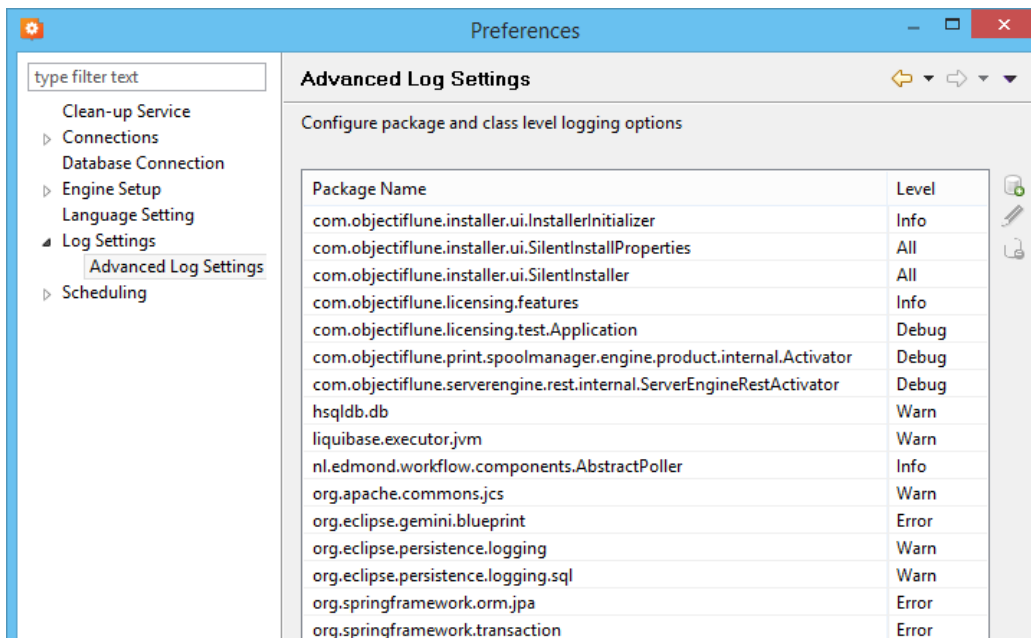 Preferences
type filter text
Clean-up Service
Connections
Database Connection
Engine Setup
Language Setting
Log Settings
Advanced Log Settings
Scheduling
Advanced Log Settings
Configure package and class level logging options
Package Name Level
com.objectiflune.installer.ui.InstallerInitializer Info
com.objectiflune.installer.ui.SilentInstallProperties All
com.objectiflune.installer.ui.SilentInstaller All
com.objectiflune.licensing.features Info
com.objectiflune.licensing.test.Application Debug
com.objectiflune.print.spoolmanager.engine.product.internal.Activator Debug
com.objectiflune.serverengine.rest.internal.ServerEngineRestActivator Debug
hsqldb.db Warn
liquibase.executor.jvm Warn
nl.edmond.workflow.components.AbstractPoller Info
org.apache.commons.jcs Warn
org.eclipse.gemini.blueprint Error
org.eclipse.persistence.logging Warn
org.eclipse.persistence.logging.sql Warn
org.springframework.orm.jpa Error
org.springframework.transaction Error